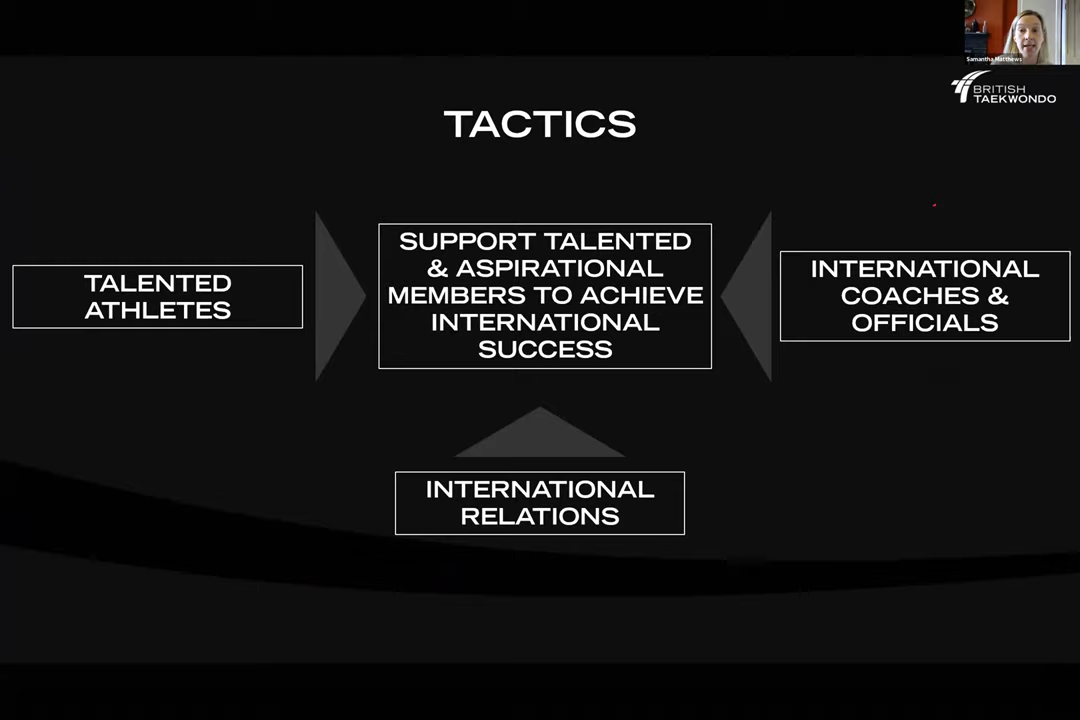 Samantha Matthews
BRITISH
TAEKWONDO
TACTICS
TALENTED
ATHLETES
SUPPORT TALENTED
& ASPIRATIONAL
MEMBERS TO ACHIEVE
INTERNATIONAL
SUCCESS
INTERNATIONAL
COACHES &
OFFICIALS
INTERNATIONAL
RELATIONS